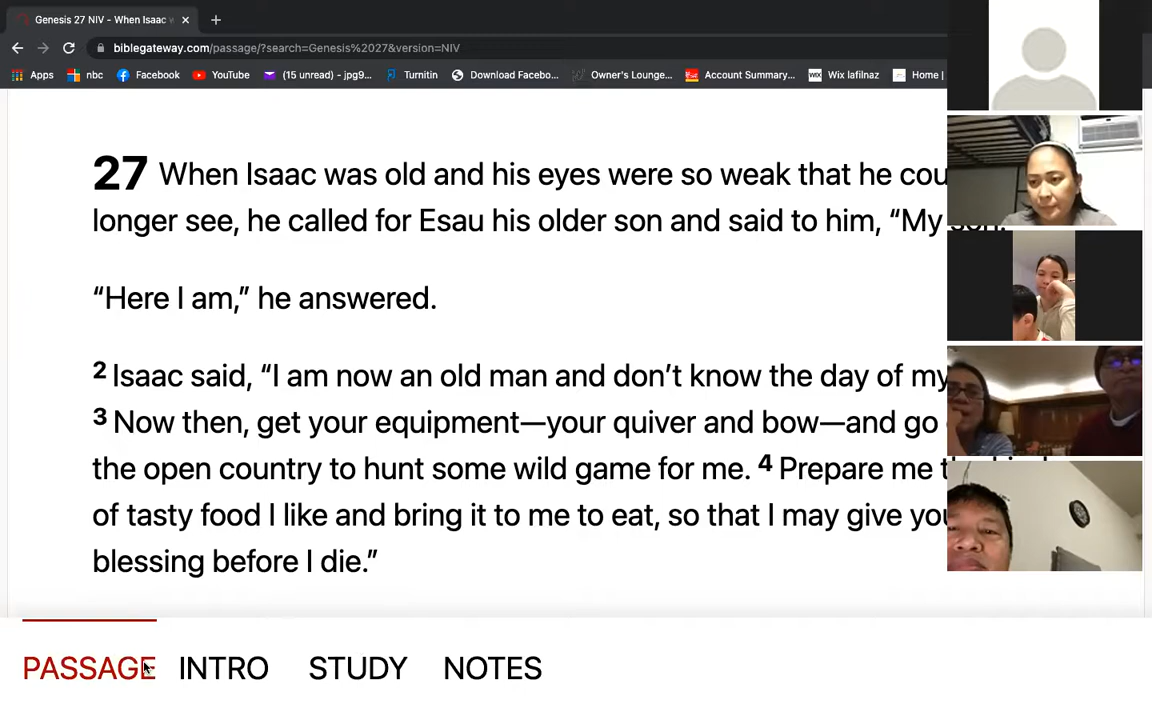 Genesis 27 NIV - When Isaac w
biblegateway.com/passage/?search=Genesis%2027&version=NIV
Apps nbc Facebook YouTube (15 unread) - jpg9... Turnitin Download Facebo... Owner's Lounge... Account Summary... WIX Wix lafilnaz Home |
27 When Isaac was old and his eyes were so weak that he cou
longer see, he called for Esau his older son and said to him, “My son.
“Here I am,” he answered.
2 Isaac said, “I am now an old man and don’t know the day of my
3 Now then, get your equipment—your quiver and bow—and go
the open country to hunt some wild game for me. 4 Prepare me
of tasty food I like and bring it to me to eat, so that I may give you
blessing before I die.”
PASSAGE INTRO STUDY NOTES